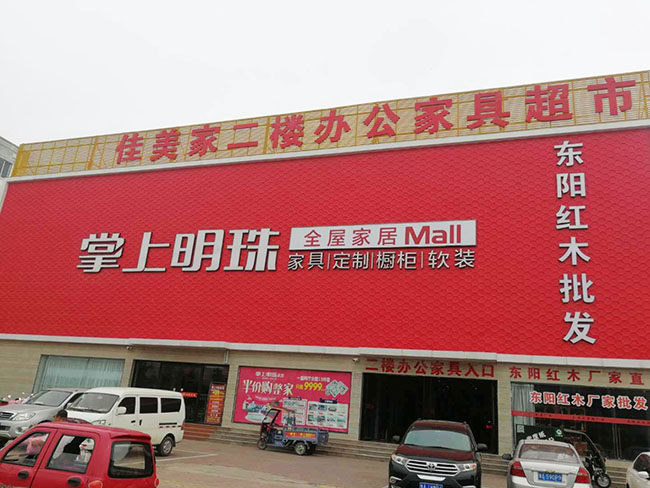 佳美家二楼办公家具超市
掌上明珠
全屋家居Mall
家具|定制|橱柜|软装
东阳红木批发
半价购整家
9999
二楼办公家具入口
东阳红木厂家直
东阳红木厂家批发